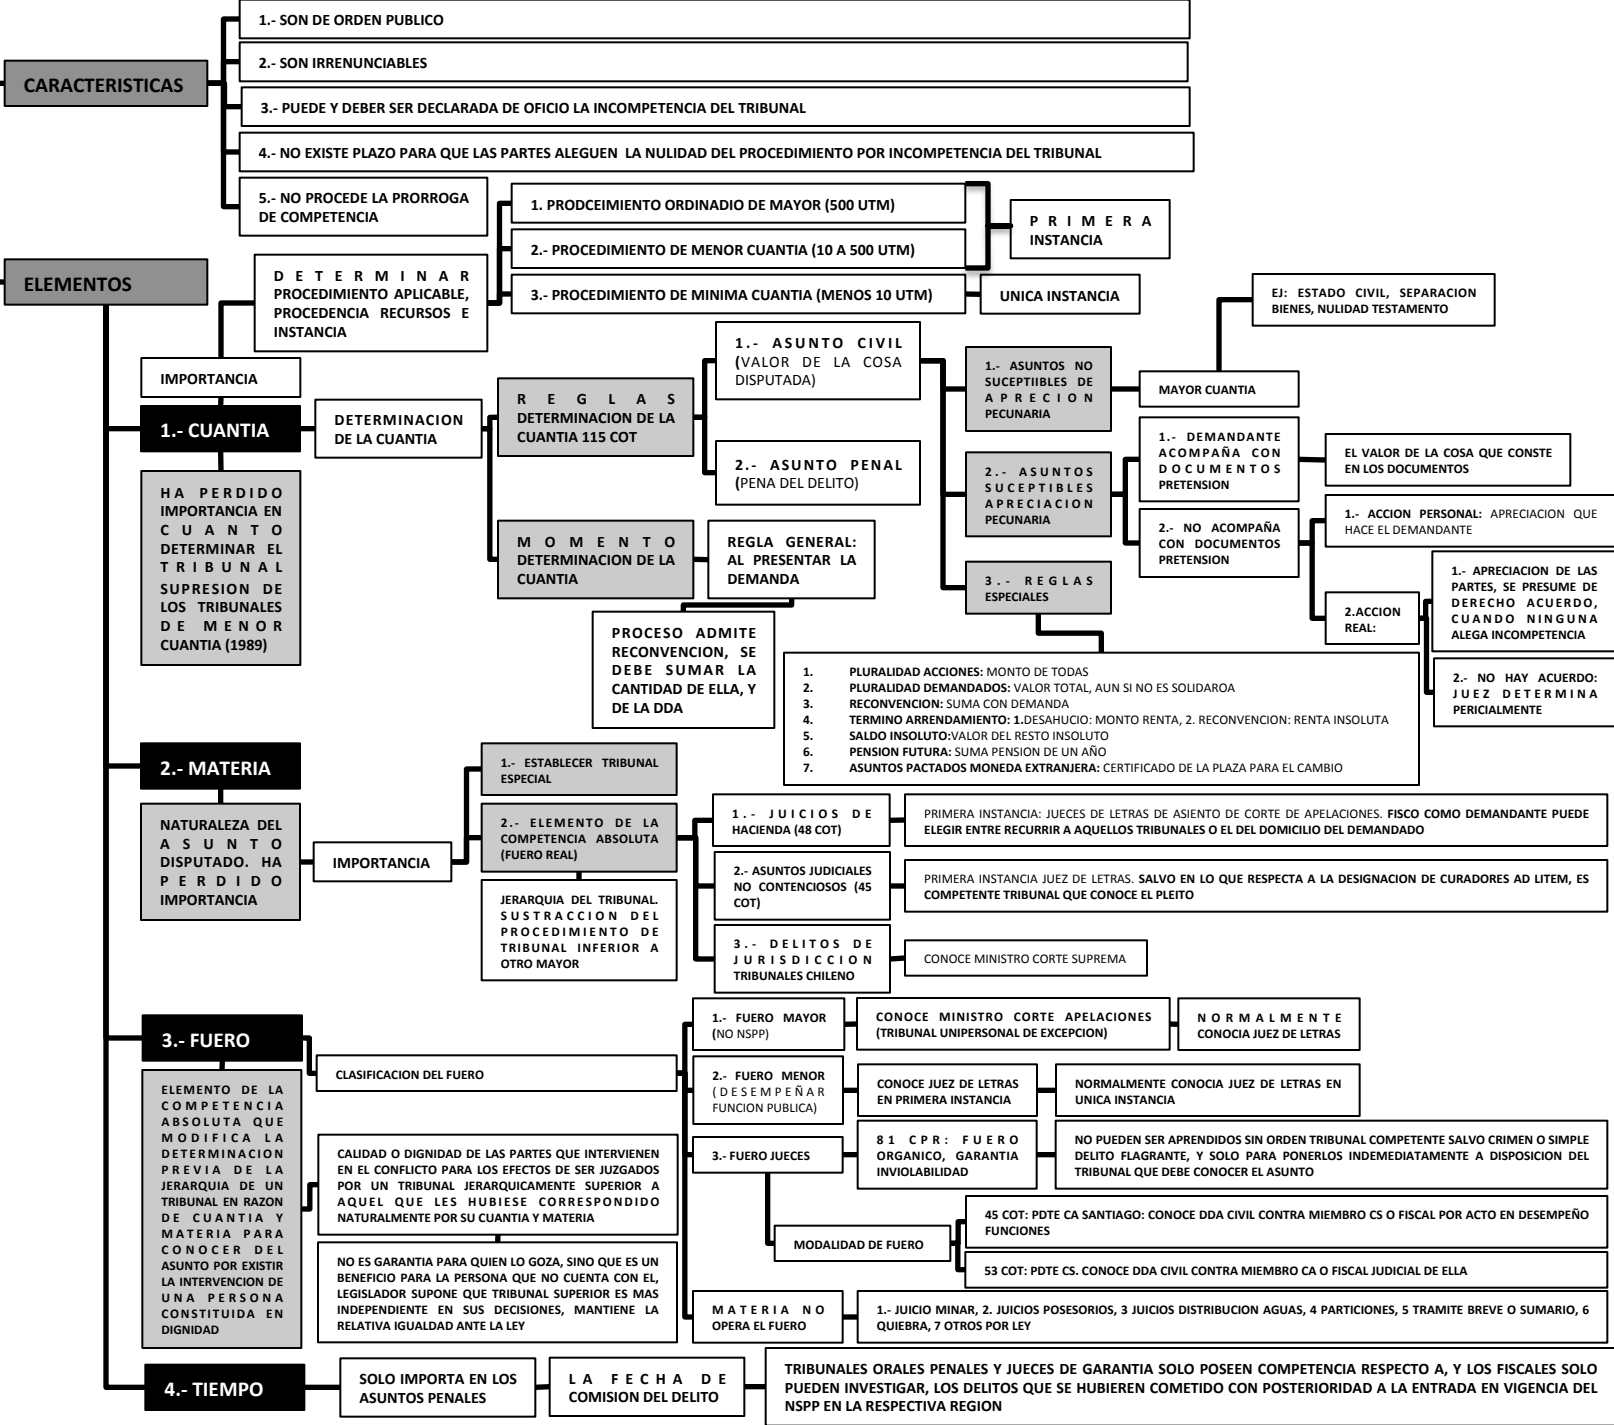 CARACTERISTICAS
1.- SON DE ORDEN PUBLICO
2.- SON IRRENUNCIABLES
3.- PUEDE Y DEBER SER DECLARADA DE OFICIO LA INCOMPETENCIA DEL TRIBUNAL
4.- NO EXISTE PLAZO PARA QUE LAS PARTES ALEGUEN LA NULIDAD DEL PROCEDIMIENTO POR INCOMPETENCIA DEL TRIBUNAL
5.- NO PROCEDE LA PRORROGA
DE COMPETENCIA
ELEMENTOS
1.- CUANTIA
IMPORTANCIA
DETERMINAR
PROCEDIMIENTO APLICABLE,
PROCEDENCIA RECURSOS E
INSTANCIA
1. PRODCEIMIENTO ORDINADIO DE MAYOR (500 UTM)
2.- PROCEDIMIENTO DE MENOR CUANTIA (10 A 500 UTM)
PRIMERA
INSTANCIA
3.- PROCEDIMIENTO DE MINIMA CUANTIA (MENOS 10 UTM)
UNICA INSTANCIA
HA PERDIDO
IMPORTANCIA EN
CUANTO
DETERMINAR EL
TRIBUNAL
SUPRESION DE
LOS TRIBUNALES
DE MENOR
CUANTIA (1989)
DETERMINACION
DE LA CUANTIA
REGLAS
DETERMINACION DE LA
CUANTIA 115 COT
1.- ASUNTO CIVIL
(VALOR DE LA COSA
DISPUTADA)
2.- ASUNTO PENAL
(PENA DEL DELITO)
1.- ASUNTOS NO
SUCEPTIIBLES DE
APRECION
PECUNARIA
MAYOR CUANTIA
EJ: ESTADO CIVIL, SEPARACION
BIENES, NULIDAD TESTAMENTO
2.- ASUNTOS
SUCEPTIBLES
APRECIACION
PECUNARIA
1.- DEMANDANTE
ACOMPAÑA CON
DOCUMENTOS
PRETENSION
EL VALOR DE LA COSA QUE CONSTE
EN LOS DOCUMENTOS
2.- NO ACOMPAÑA
CON DOCUMENTOS
PRETENSION
1.- ACCION PERSONAL: APRECIACION QUE
HACE EL DEMANDANTE
2.ACCION
REAL:
1.- APRECIACION DE LAS
PARTES, SE PRESUME DE
DERECHO ACUERDO,
CUANDO NINGUNA
ALEGA INCOMPETENCIA
2.- NO HAY ACUERDO:
JUEZ DETERMINA
PERICIALMENTE
3.- REGLAS
ESPECIALES
1. PLURALIDAD ACCIONES: MONTO DE TODAS
2. PLURALIDAD DEMANDADOS: VALOR TOTAL, AUN SI NO ES SOLIDAROA
3. RECONVENCION: SUMA CON DEMANDA
4. TERMINO ARRENDAMIENTO: 1.DESAHUCIO: MONTO RENTA, 2. RECONVENCION: RENTA INSOLUTA
5. SALDO INSOLUTO:VALOR DEL RESTO INSOLUTO
6. PENSION FUTURA: SUMA PENSION DE UN AÑO
7. ASUNTOS PACTADOS MONEDA EXTRANJERA: CERTIFICADO DE LA PLAZA PARA EL CAMBIO
MOMENTO
DETERMINACION DE LA
CUANTIA
REGLA GENERAL:
AL PRESENTAR LA
DEMANDA
PROCESO ADMITE
RECONVENCION, SE
DEBE SUMAR LA
CANTIDAD DE ELLA, Y
DE LA DDA
2.- MATERIA
NATURALEZA DEL
ASUNTO
DISPUTADO. HA
PERDIDO
IMPORTANCIA
IMPORTANCIA
1.- ESTABLECER TRIBUNAL
ESPECIAL
2.- ELEMENTO DE LA
COMPETENCIA ABSOLUTA
(FUERO REAL)
JERARQUIA DEL TRIBUNAL.
SUSTRACCION DEL
PROCEDIMIENTO DE
TRIBUNAL INFERIOR A
OTRO MAYOR
1.- JUICIOS DE
HACIENDA (48 COT)
PRIMERA INSTANCIA: JUECES DE LETRAS DE ASIENTO DE CORTE DE APELACIONES. FISCO COMO DEMANDANTE PUEDE
ELEGIR ENTRE RECURRIR A AQUELLOS TRIBUNALES O EL DEL DOMICILIO DEL DEMANDADO
2.- ASUNTOS JUDICIALES
NO CONTENCIOSOS (45
COT)
PRIMERA INSTANCIA JUEZ DE LETRAS. SALVO EN LO QUE RESPECTA A LA DESIGNACION DE CURADORES AD LITEM, ES
COMPETENTE TRIBUNAL QUE CONOCE EL PLEITO
3.- DELITOS DE
JURISDICCION
TRIBUNALES CHILENO
CONOCE MINISTRO CORTE SUPREMA
3.- FUERO
ELEMENTO DE LA
COMPETENCIA
ABSOLUTA QUE
MODIFICA LA
DETERMINACION
PREVIA DE LA
JERARQUIA DE UN
TRIBUNAL EN RAZON
DE CUANTIA Y
MATERIA PARA
CONOCER DEL
ASUNTO POR EXISTIR
LA INTERVENCION DE
UNA PERSONA
CONSTITUIDA EN
DIGNIDAD
CLASIFICACION DEL FUERO
CALIDAD O DIGNIDAD DE LAS PARTES QUE INTERVIENEN
EN EL CONFLICTO PARA LOS EFECTOS DE SER JUZGADOS
POR UN TRIBUNAL JERARQUICAMENTE SUPERIOR A
AQUEL QUE LES HUBIESE CORRESPONDIDO
NATURALMENTE POR SU CUANTIA Y MATERIA
NO ES GARANTIA PARA QUIEN LO GOZA, SINO QUE ES UN
BENEFICIO PARA LA PERSONA QUE NO CUENTA CON EL,
LEGISLADOR SUPONE QUE TRIBUNAL SUPERIOR ES MAS
INDEPENDIENTE EN SUS DECISIONES, MANTIENE LA
RELATIVA IGUALDAD ANTE LA LEY
1.- FUERO MAYOR
(NO NSPP)
CONOCE MINISTRO CORTE APELACIONES
(TRIBUNAL UNIPERSONAL DE EXCEPCION)
NORMALMENTE
CONOCIA JUEZ DE LETRAS
2.- FUERO MENOR
(DESEMPEÑAR
FUNCION PUBLICA)
CONOCE JUEZ DE LETRAS
EN PRIMERA INSTANCIA
NORMALMENTE CONOCIA JUEZ DE LETRAS EN
UNICA INSTANCIA
3.- FUERO JUECES
81 CPR: FUERO
ORGANICO, GARANTIA
INVIOLABILIDAD
NO PUEDEN SER APRENDIDOS SIN ORDEN TRIBUNAL COMPETENTE SALVO CRIMEN O SIMPLE
DELITO FLAGRANTE, Y SOLO PARA PONERLOS INDEMEDIATAMENTE A DISPOSICION DEL
TRIBUNAL QUE DEBE CONOCER EL ASUNTO
MODALIDAD DE FUERO
45 COT: PDTE CA SANTIAGO: CONOCE DDA CIVIL CONTRA MIEMBRO CS O FISCAL POR ACTO EN DESEMPEÑO
FUNCIONES
53 COT: PDTE CS. CONOCE DDA CIVIL CONTRA MIEMBRO CA O FISCAL JUDICIAL DE ELLA
MATERIA NO
OPERA EL FUERO
1.- JUICIO MINAR, 2. JUICIOS POSESORIOS, 3 JUICIOS DISTRIBUCION AGUAS, 4 PARTICIONES, 5 TRAMITE BREVE O SUMARIO, 6
QUIEBRA, 7 OTROS POR LEY
4.- TIEMPO
SOLO IMPORTA EN LOS
ASUNTOS PENALES
LA FECHA DE
COMISION DEL DELITO
TRIBUNALES ORALES PENALES Y JUECES DE GARANTIA SOLO POSEEN COMPETENCIA RESPECTO A, Y LOS FISCALES SOLO
PUEDEN INVESTIGAR, LOS DELITOS QUE SE HUBIEREN COMETIDO CON POSTERIORIDAD A LA ENTRADA EN VIGENCIA DEL
NSPP EN LA RESPECTIVA REGION